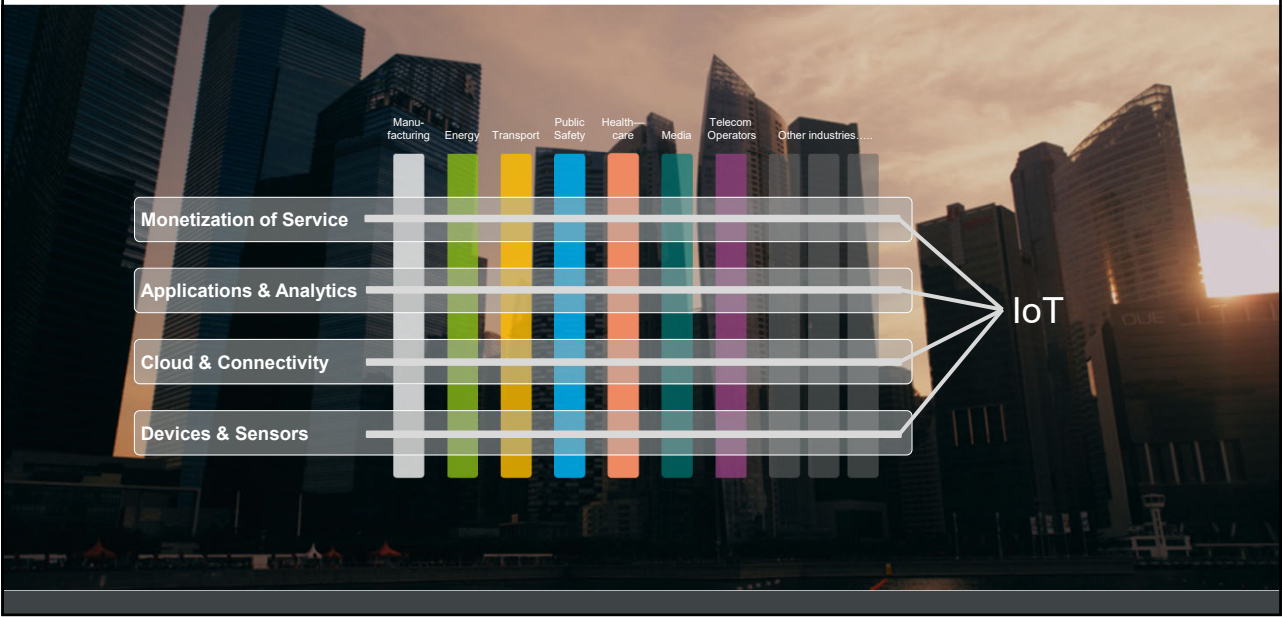 Manu-
facturing
Energy
Transport
Public
Safety
Health—
care
Media
Telecom
Operators
Other industries…..
Monetization of Service
Applications & Analytics
Cloud & Connectivity
Devices & Sensors
IoT
OUE